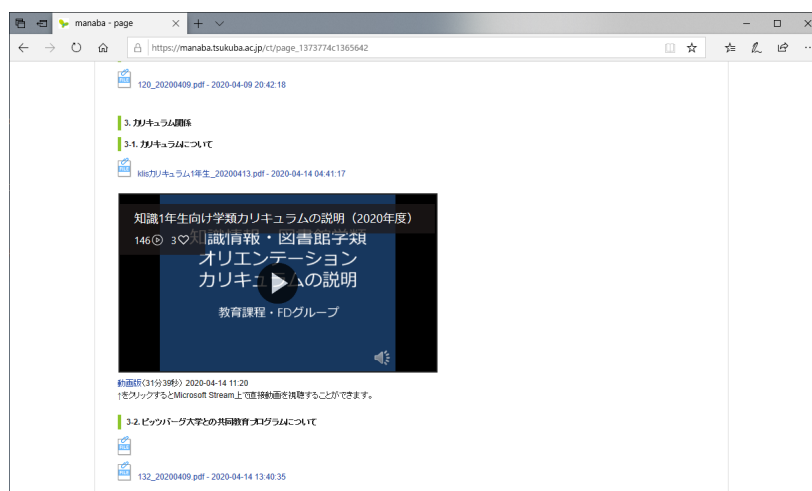 manaba - page
https://manaba.tsukuba.ac.jp/ct/page_1373774c1365642
120_20200409.pdf - 2020-04-09 20:42:18
3. カリキュラム関係
3-1. カリキュラムについて
klisカリキュラム1年生_20200413.pdf - 2020-04-14 04:41:17
知識1年生向け学類カリキュラムの説明（2020年度）
146 3
知識情報・図書館学類
オリエンテーション
カリキュラムの説明
教育課程・FDグループ
動画版（31分39秒） 2020-04-14 11:20
↑をクリックするとMicrosoft Stream上で直接動画を視聴することができます。
3-2. ピッツバーグ大学との共同教育プログラムについて
FILE
FILE
132_20200409.pdf - 2020-04-14 13:40:35